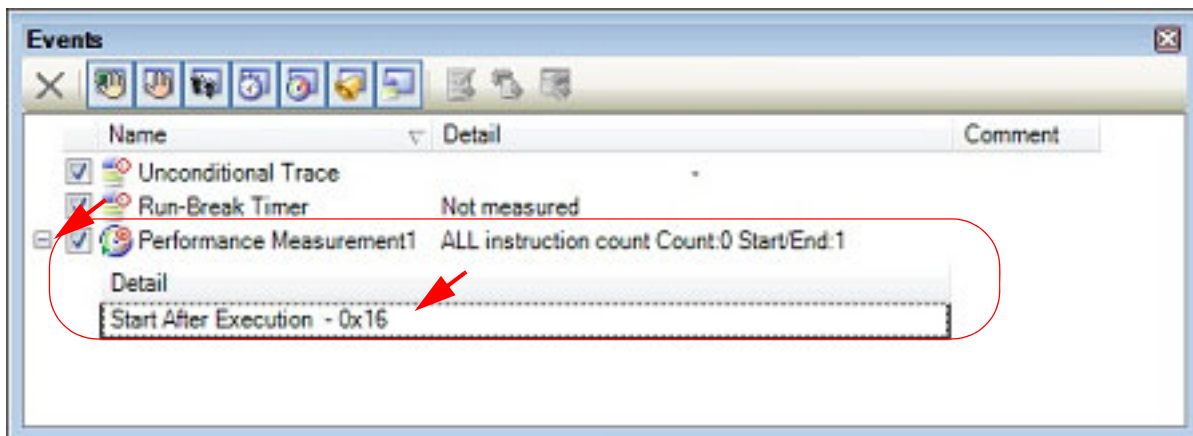 Events
Name Detail Comment
Unconditional Trace -
Run-Break Timer Not measured
Performance Measurement1 ALL instruction count Count:0 Start/End:1
Detail
Start After Execution - 0x16